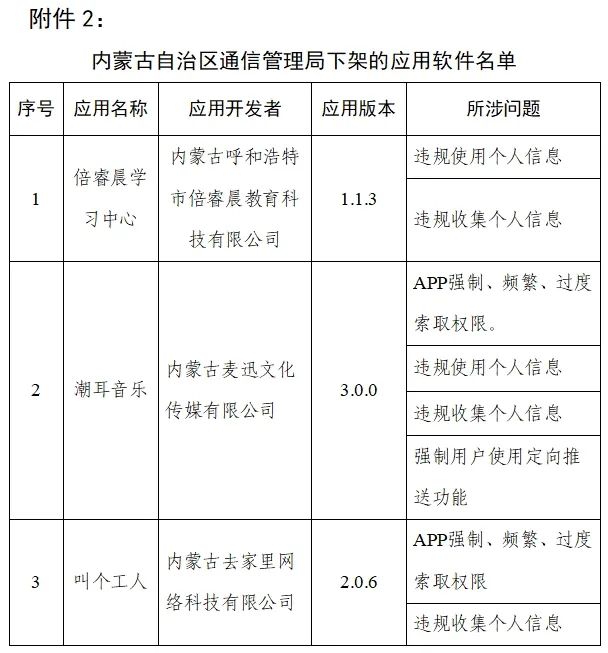 附件 2：
内蒙古自治区通信管理局下架的应用软件名单
序号 应用名称 应用开发者 应用版本 所涉问题
1
倍睿晨学
习中心
内蒙古呼和浩特
市倍睿晨教育科
技有限公司
1.1.3
违规使用个人信息
违规收集个人信息
2
潮耳音乐
内蒙古麦迅文化
传媒有限公司
3.0.0
APP强制、频繁、过度
索取权限。
违规使用个人信息
违规收集个人信息
强制用户使用定向推
送功能
3
叫个工人
内蒙古去家里网
络科技有限公司
2.0.6
APP强制、频繁、过度
索取权限
违规收集个人信息